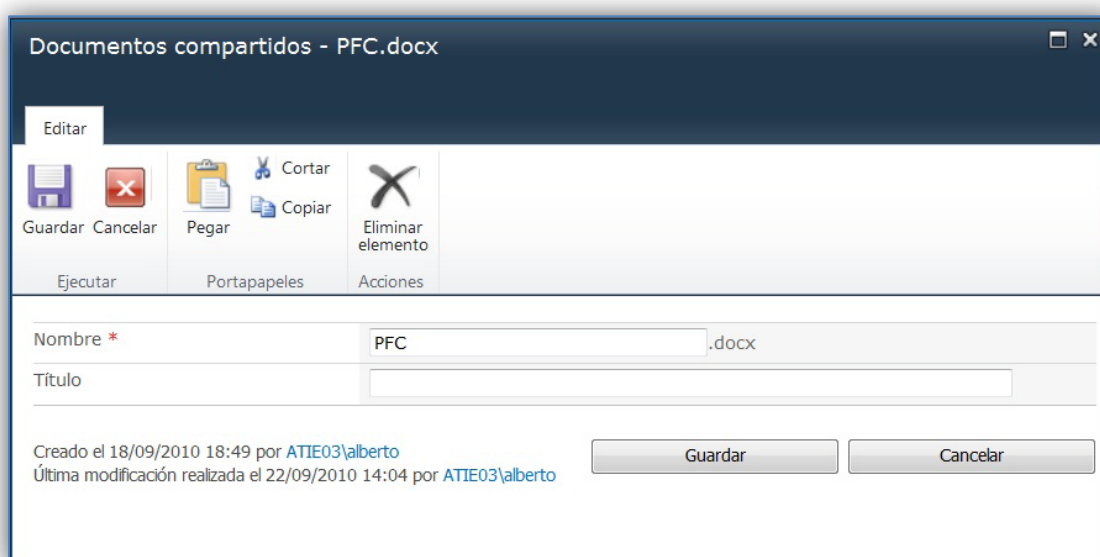 Documentos compartidos - PFC.docx
Editar
Guardar Cancelar
Pegar
Cortar
Copiar
Eliminar
elemento
Ejecutar
Portapapeles
Acciones
Nombre *
PFC .docx
Título
Creado el 18/09/2010 18:49 por ATIE03\alberto
Última modificación realizada el 22/09/2010 14:04 por ATIE03\alberto
Guardar
Cancelar